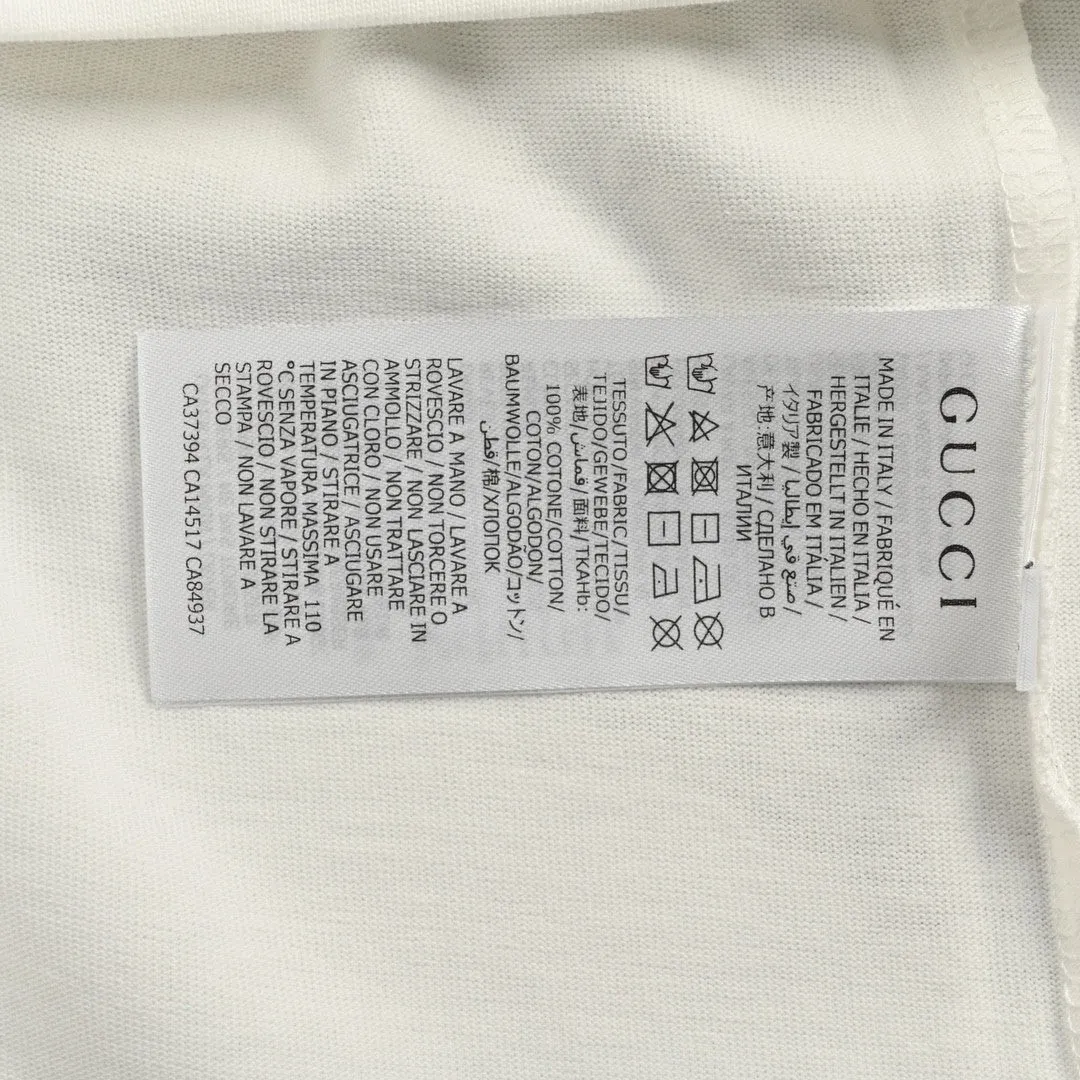 GUCCI
MADE IN ITALY / FABRIQUÉ EN
ITALIE / HECHO EN ITALIA /
HERGESTELLT IN ITALIEN /
FABRICADO EM ITÁLIA /
イタリア製 / صنع في إيطاليا /
产地:意大利 / СДЕЛАНО В
ИТАЛИИ
TESSUTO /FABRIC/TISSU/
TEJIDO/GEWEBE/TECIDO/
表地/قماش/面料/TKAHb:
100% COTONE/COTTON/
COTON/ALGODÓN/
BAUMWOLLE/ALGODÃO/コットン/
قطن/棉/ХЛОПОК
LAVARE A MANO / LAVARE A
ROVESCIO / NON TORCERE O
STRIZZARE / NON LASCIARE IN
AMMOLLO / NON TRATTARE
CON CLORO / NON USARE
ASCIUGATRICE / ASCIUGARE
IN PIANO / STIRARE A
TEMPERATURA MASSIMA 110
°C SENZA VAPORE / STIRARE A
ROVESCIO / NON STIRARE LA
STAMPA / NON LAVARE A
SECCO
CA37394 CA14517 CA84937